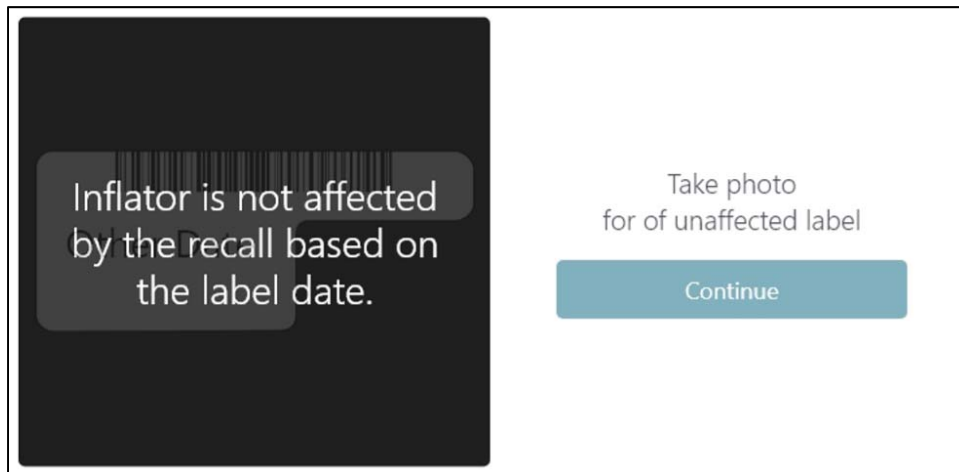 Inflator is not affected
by the recall based on
the label date.
Take photo
for of unaffected label
Continue